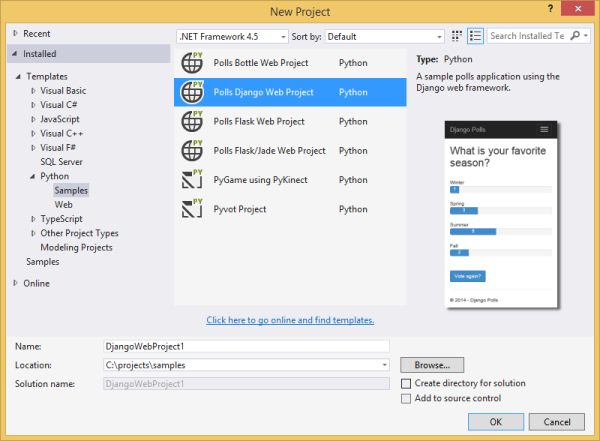 New Project
?
Recent
Installed
Templates
Visual Basic
Visual C#
JavaScript
Visual C++
Visual F#
SQL Server
Python
Samples
Web
TypeScript
Other Project Types
Modeling Projects
Samples
Online
.NET Framework 4.5
Sort by: Default
Search Installed Te
PY Polls Bottle Web Project Python
PY Polls Django Web Project Python
PY Polls Flask Web Project Python
PY Polls Flask/Jade Web Project Python
PY PyGame using PyKinect Python
PY Pyvot Project Python
Click here to go online and find templates.
Type: Python
A sample polls application using the
Django web framework.
Django Polls
What is your favorite
season?
Winter
Spring
Summer
Fall
Vote again?
© 2014 - Django Polls
Name: DjangoWebProject1
Location: C:\projects\samples
Browse...
Solution name: DjangoWebProject1
Create directory for solution
Add to source control
OK Cancel